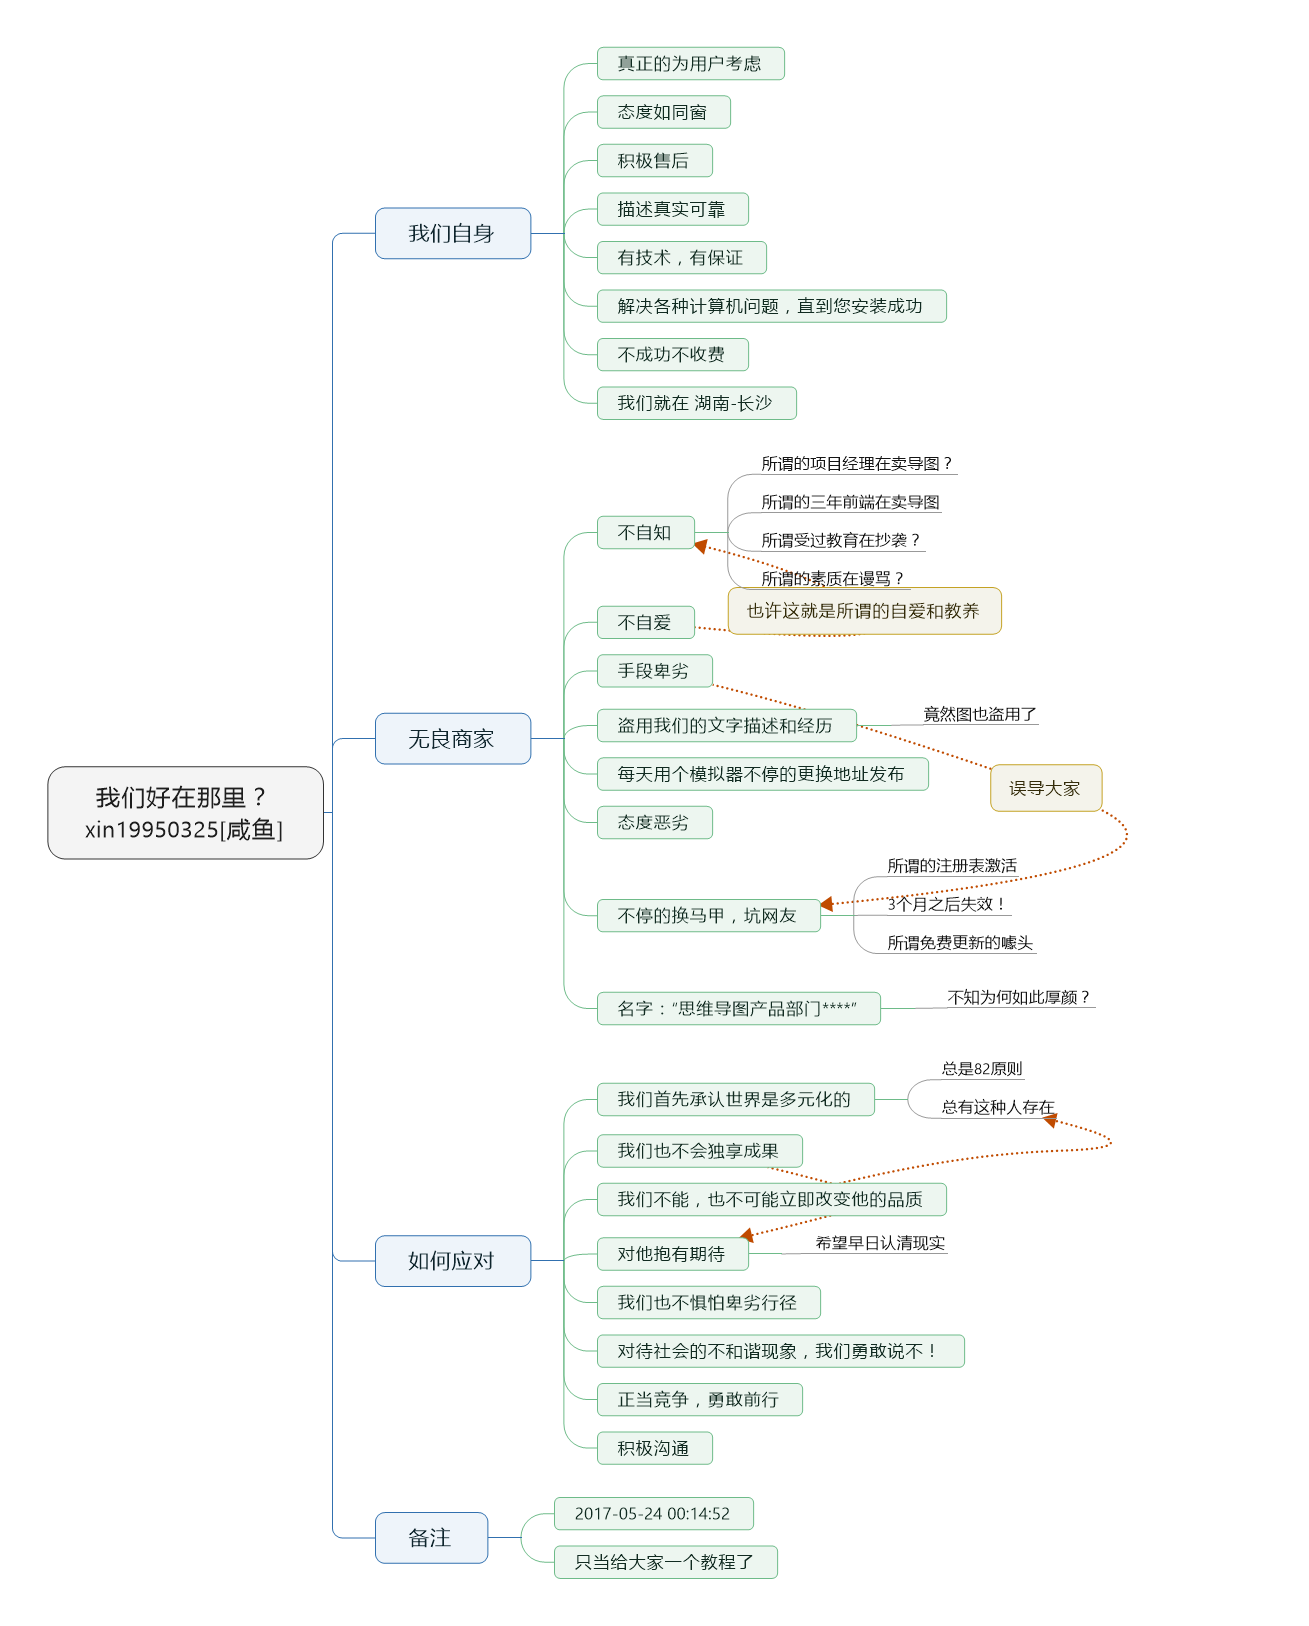 我们好在那里？
xin19950325[咸鱼]
我们自身
真正的为用户考虑
态度如同窗
积极售后
描述真实可靠
有技术，有保证
解决各种计算机问题，直到您安装成功
不成功不收费
我们就在 湖南-长沙
无良商家
不自知
所谓的项目经理在卖导图？
所谓的三年前端在卖导图
所谓受过教育在抄袭？
所谓的素质在谩骂？
也许这就是所谓的自爱和教养
不自爱
手段卑劣
盗用我们的文字描述和经历
竟然图也盗用了
每天用个模拟器不停的更换地址发布
误导大家
态度恶劣
不停的换马甲，坑网友
所谓的注册表激活
3个月之后失效！
所谓免费更新的噱头
名字：“思维导图产品部门****”
不知为何如此厚颜？
如何应对
我们首先承认世界是多元化的
总是82原则
总有这种人存在
我们也不会独享成果
我们不能，也不可能立即改变他的品质
对他抱有期待
希望早日认清现实
我们也不惧怕卑劣行径
对待社会的不和谐现象，我们勇敢说不！
正当竞争，勇敢前行
积极沟通
备注
2017-05-24 00:14:52
只当给大家一个教程了